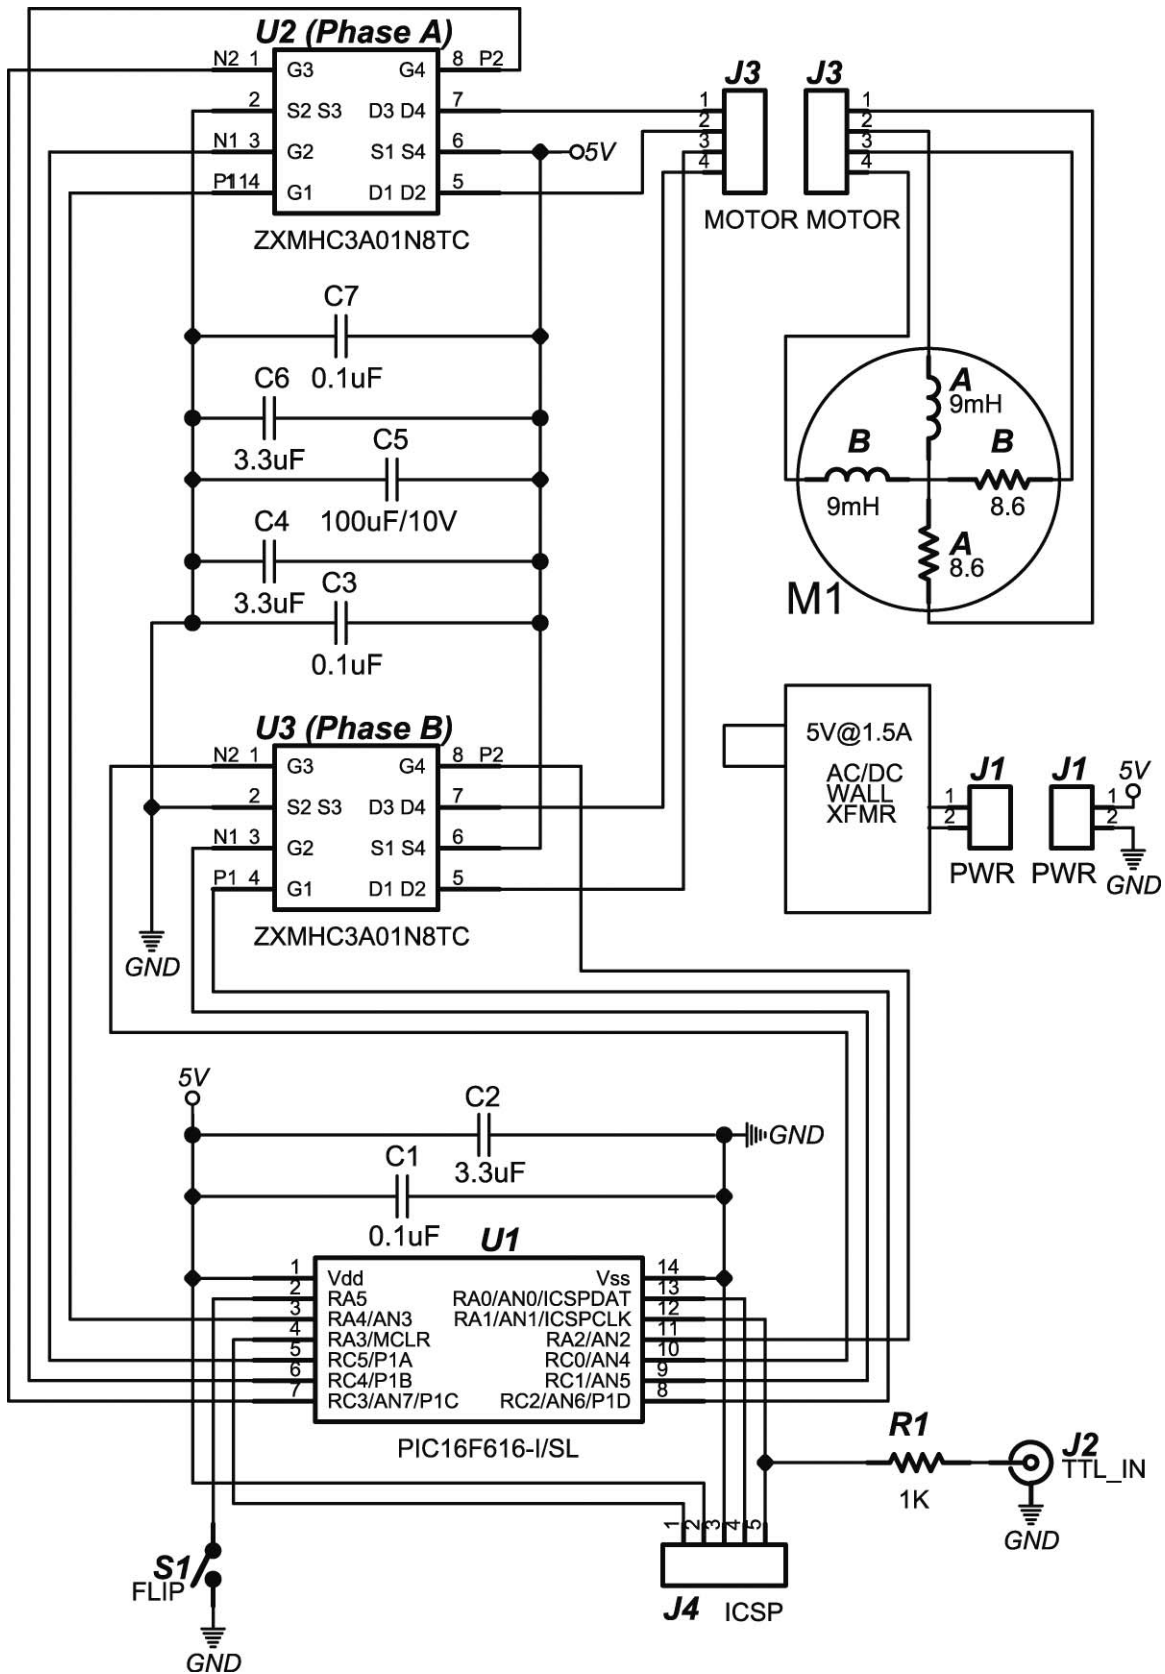 U2 (Phase A)
N2 1 G3 G4 8 P2
2 S2 S3 D3 D4 7
N1 3 G2 S1 S4 6 5V
P1 14 G1 D1 D2 5
ZXMHC3A01N8TC
J3 J3
1 1
2 2
3 3
4 4
MOTOR MOTOR
C7
0.1uF
C6
3.3uF
C5
100uF/10V
C4
3.3uF
C3
0.1uF
A
9mH
B B
9mH 8.6
A
8.6
M1
U3 (Phase B)
N2 1 G3 G4 8 P2
2 S2 S3 D3 D4 7
N1 3 G2 S1 S4 6
P1 4 G1 D1 D2 5
ZXMHC3A01N8TC
GND
5V@1.5A
AC/DC
WALL
XFMR
J1 J1 5V
1 1
2 2
PWR PWR GND
5V
C2
3.3uF
GND
C1
0.1uF
U1
1 Vdd Vss 14
2 RA5 RA0/AN0/ICSPDAT 13
3 RA4/AN3 RA1/AN1/ICSPCLK 12
4 RA3/MCLR RA2/AN2 11
5 RC5/P1A RC0/AN4 10
6 RC4/P1B RC1/AN5 9
7 RC3/AN7/P1C RC2/AN6/P1D 8
PIC16F616-I/SL
R1
1K
J2
TTL_IN
GND
S1
FLIP
GND
1 2 3 4 5
J4 ICSP